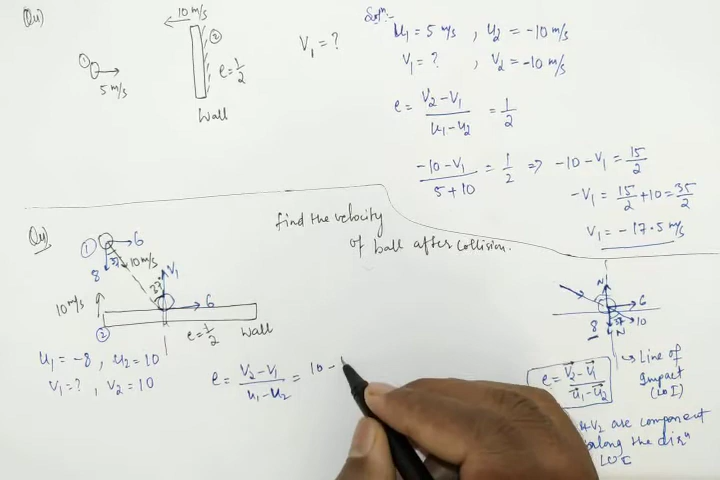 Qu)
10 m/s
②
①
5 m/s
e = 1/2
Wall
V₁ = ?
Solⁿ:-
u₁ = 5 m/s , u₂ = -10 m/s
V₁ = ? , V₂ = -10 m/s
e = (V₂ - V₁)/(u₁ - u₂) = 1/2
(-10 - V₁)/(5 + 10) = 1/2 => -10 - V₁ = 15/2
-V₁ = 15/2 + 10 = 35/2
V₁ = - 17.5 m/s
Qu)
find the velocity
of ball after collision.
①
6
8
37
10 m/s
V₁
37°
10 m/s
6
②
e = 1/2
Wall
u₁ = -8 , u₂ = 10
V₁ = ? , V₂ = 10
e = (V₂ - V₁)/(u₁ - u₂) = 10 -
N
6
37
10
8
N
Line of
Impact
(LOI)
e = (V₂ - V₁)/(u₁ - u₂)
V₂ are component
along the dirⁿ
LOI